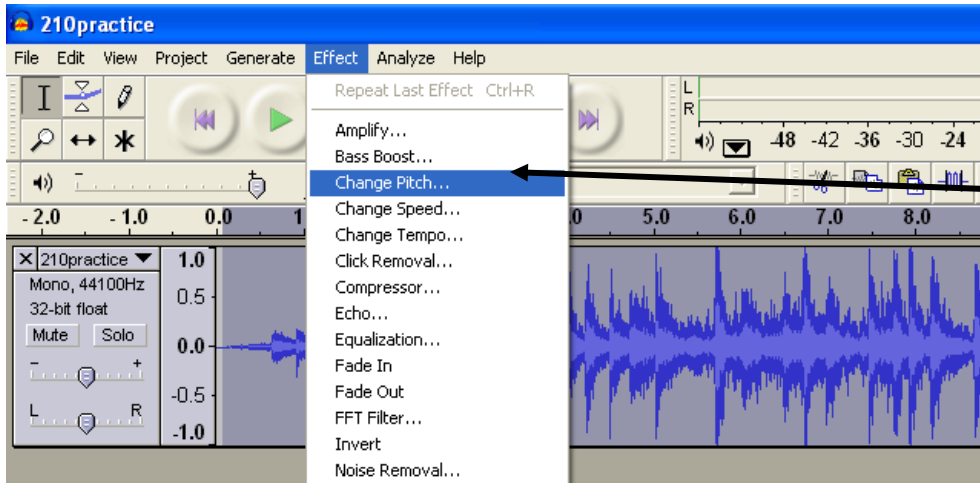 210practice
File Edit View Project Generate Effect Analyze Help
Repeat Last Effect Ctrl+R
L
R
-48 -42 -36 -30 -24
Amplify...
Bass Boost...
Change Pitch...
Change Speed...
Change Tempo...
Click Removal...
Compressor...
Echo...
Equalization...
Fade In
Fade Out
FFT Filter...
Invert
Noise Removal...
- 2.0 - 1.0 0.0 1 0 5.0 6.0 7.0 8.0
210practice
Mono, 44100Hz
32-bit float
Mute Solo
- +
L R
1.0
0.5
0.0
-0.5
-1.0